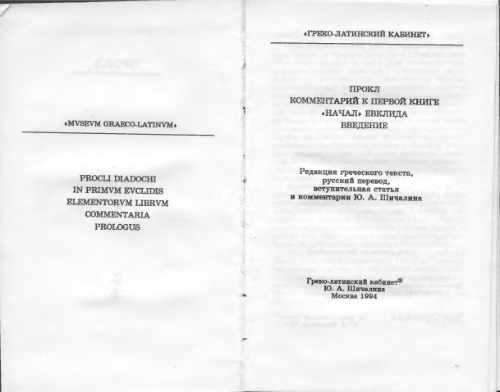 «MVSEVM GRAECO-LATINVM»
PROCLI DIADOCHI
IN PRIMVM EVCLIDIS
ELEMENTORVM LIBRVM
COMMENTARIA
PROLOGUS
«ГРЕКО-ЛАТИНСКИЙ КАБИНЕТ»
ПРОКЛ
КОММЕНТАРИЙ К ПЕРВОЙ КНИГЕ
«НАЧАЛ» ЕВКЛИДА
ВВЕДЕНИЕ
Редакция греческого текста,
русский перевод,
вступительная статья
и комментарии Ю. А. Шичалина
Греко-латинский кабинет®
Ю. А. Шичалина
Москва 1994